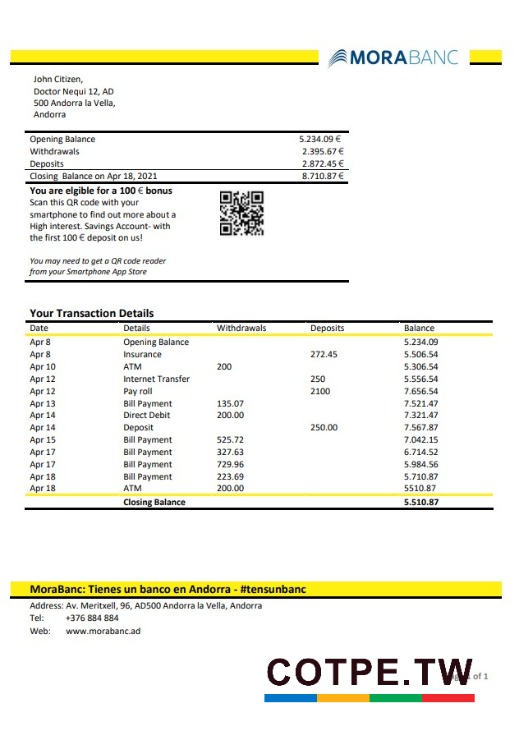 MORABANC
John Citizen,
Doctor Nequi 12, AD
500 Andorra la Vella,
Andorra
Opening Balance 5.234.09 €
Withdrawals 2.395.67 €
Deposits 2.872.45 €
Closing Balance on Apr 18, 2021 8.710.87 €
You are elgible for a 100 € bonus
Scan this QR code with your
smartphone to find out more about a
High interest. Savings Account- with
the first 100 € deposit on us!
You may need to get a QR code reader
from your Smartphone App Store
Your Transaction Details
Date Details Withdrawals Deposits Balance
Apr 8 Opening Balance 5.234.09
Apr 8 Insurance 272.45 5.506.54
Apr 10 ATM 200 5.306.54
Apr 12 Internet Transfer 250 5.556.54
Apr 12 Pay roll 2100 7.656.54
Apr 13 Bill Payment 135.07 7.521.47
Apr 14 Direct Debit 200.00 7.321.47
Apr 14 Deposit 250.00 7.567.87
Apr 15 Bill Payment 525.72 7.042.15
Apr 17 Bill Payment 327.63 6.714.52
Apr 17 Bill Payment 729.96 5.984.56
Apr 18 Bill Payment 223.69 5.710.87
Apr 18 ATM 200.00 5510.87
Closing Balance 5.510.87
MoraBanc: Tienes un banco en Andorra - #tensunbanc
Address: Av. Meritxell, 96, AD500 Andorra la Vella, Andorra
Tel: +376 884 884
Web: www.morabanc.ad
COTPE.TW
of 1